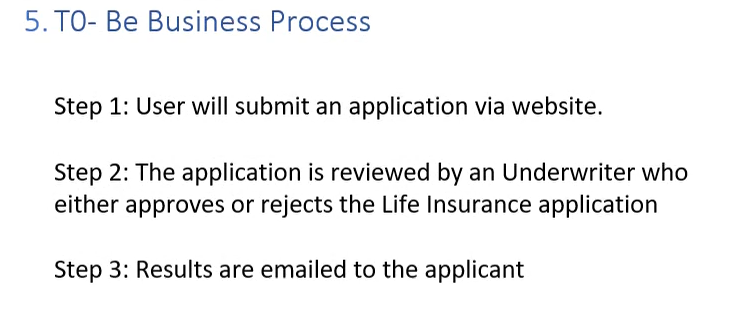 5. TO- Be Business Process
Step 1: User will submit an application via website.
Step 2: The application is reviewed by an Underwriter who
either approves or rejects the Life Insurance application
Step 3: Results are emailed to the applicant